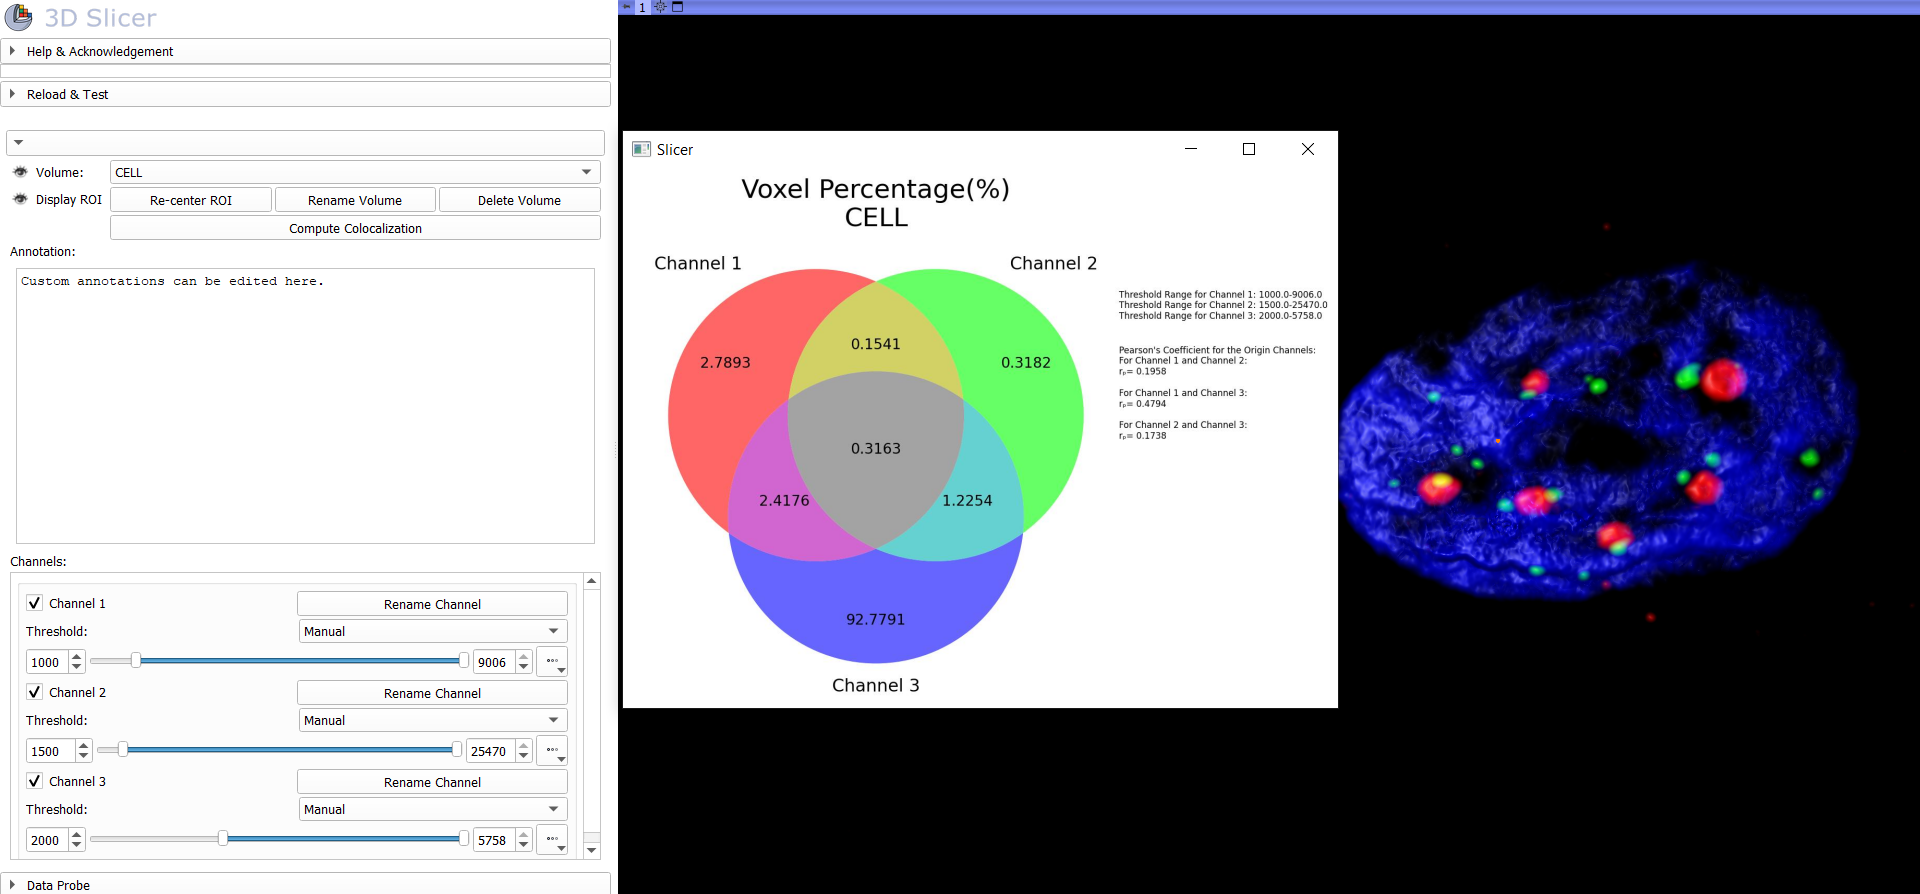 3D Slicer
Help & Acknowledgement
Reload & Test
Volume:
CELL
Display ROI
Re-center ROI
Rename Volume
Delete Volume
Compute Colocalization
Annotation:
Custom annotations can be edited here.
Channels:
Channel 1
Rename Channel
Threshold:
Manual
1000
9006
Channel 2
Rename Channel
Threshold:
Manual
1500
25470
Channel 3
Rename Channel
Threshold:
Manual
2000
5758
Data Probe
1
Slicer
Voxel Percentage(%)
CELL
Channel 1
Channel 2
2.7893
0.1541
0.3182
0.3163
2.4176
1.2254
92.7791
Channel 3
Threshold Range for Channel 1: 1000.0-9006.0
Threshold Range for Channel 2: 1500.0-25470.0
Threshold Range for Channel 3: 2000.0-5758.0
Pearson's Coefficient for the Origin Channels:
For Channel 1 and Channel 2:
rₚ= 0.1958
For Channel 1 and Channel 3:
rₚ= 0.4794
For Channel 2 and Channel 3:
rₚ= 0.1738